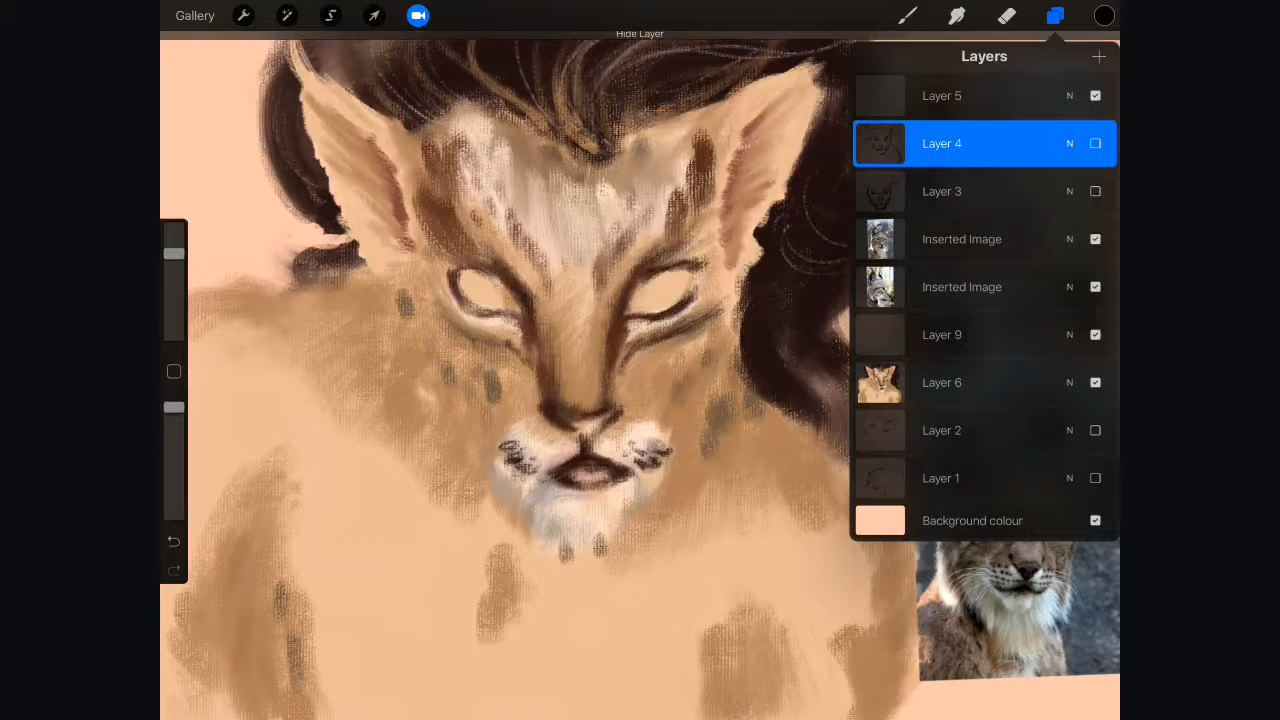 Gallery
Hide Layer
Layers
Layer 5 N
Layer 4 N
Layer 3 N
Inserted Image N
Inserted Image N
Layer 9 N
Layer 6 N
Layer 2 N
Layer 1 N
Background colour